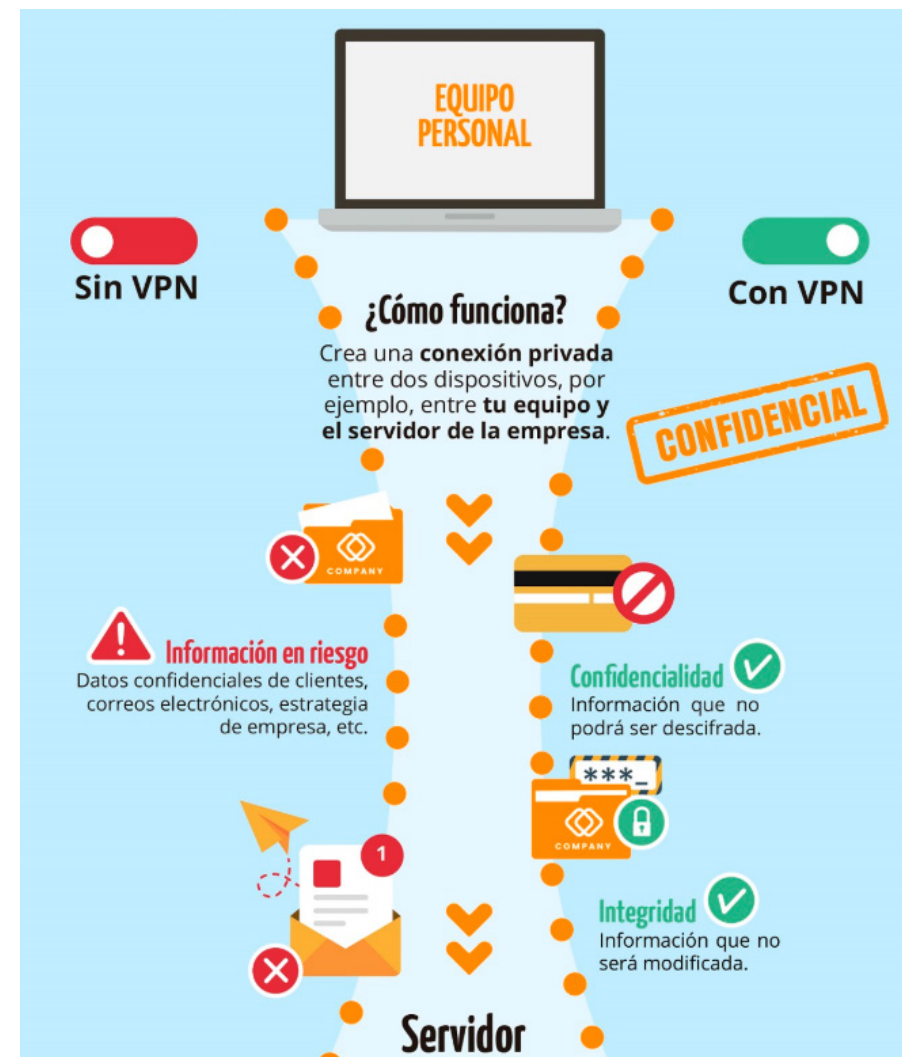 EQUIPO
PERSONAL
Sin VPN
Con VPN
¿Cómo funciona?
Crea una conexión privada
entre dos dispositivos, por
ejemplo, entre tu equipo y
el servidor de la empresa.
CONFIDENCIAL
COMPANY
Información en riesgo
Datos confidenciales de clientes,
correos electrónicos, estrategia
de empresa, etc.
Confidencialidad
Información que no
podrá ser descifrada.
***_
COMPANY
1
Integridad
Información que no
será modificada.
Servidor